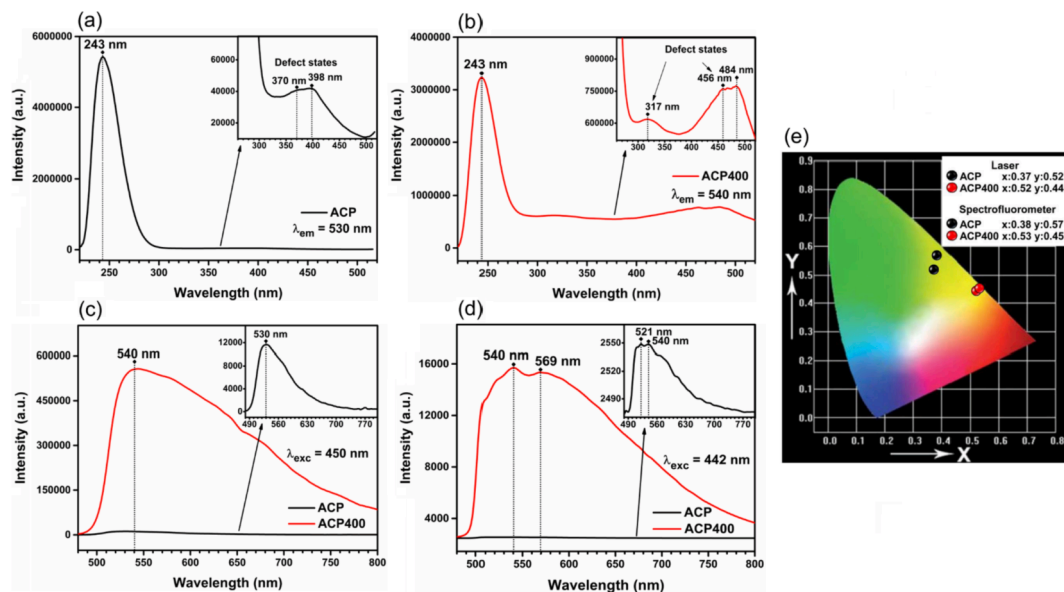 (a)
6000000
4000000
2000000
0
Intensity (a.u.)
243 nm
60000
40000
20000
Defect states
370 nm
398 nm
300 350 400 450 500
ACP
λem = 530 nm
250 300 350 400 450 500
Wavelength (nm)
(b)
4000000
3000000
2000000
1000000
0
Intensity (a.u.)
243 nm
900000
750000
600000
Defect states
484 nm
456 nm
317 nm
300 350 400 450 500
ACP400
λem = 540 nm
250 300 350 400 450 500
Wavelength (nm)
(c)
600000
450000
300000
150000
0
Intensity (a.u.)
540 nm
530 nm
12000
8000
4000
0
490 560 630 700 770
λexc = 450 nm
ACP
ACP400
500 550 600 650 700 750 800
Wavelength (nm)
(d)
16000
14000
12000
8000
4000
Intensity (a.u.)
540 nm
569 nm
521 nm
540 nm
2550
2530
2510
2490
490 560 630 700 770
λexc = 442 nm
ACP
ACP400
500 550 600 650 700 750 800
Wavelength (nm)
(e)
0.9
0.8
0.7
0.6
0.5
0.4
0.3
0.2
0.1
0.0
Y
Laser
ACP x:0.37 y:0.52
ACP400 x:0.52 y:0.44
Spectrofluorometer
ACP x:0.38 y:0.57
ACP400 x:0.53 y:0.45
0.0 0.1 0.2 0.3 0.4 0.5 0.6 0.7 0.8
X